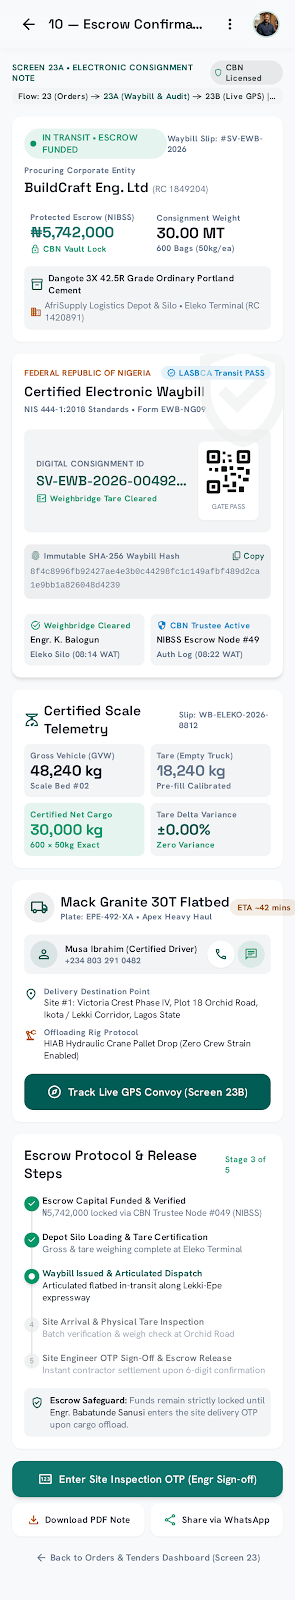 10 — Escrow Confirma...
SCREEN 23A • ELECTRONIC CONSIGNMENT
NOTE
CBN
Licensed
Flow: 23 (Orders) → 23A (Waybill & Audit) → 23B (Live GPS) |...
IN TRANSIT • ESCROW
FUNDED
Waybill Slip: #SV-EWB-
2026
Procuring Corporate Entity
BuildCraft Eng. Ltd (RC 1849204)
Protected Escrow (NIBSS)
₦5,742,000
CBN Vault Lock
Consignment Weight
30.00 MT
600 Bags (50kg/ea)
Dangote 3X 42.5R Grade Ordinary Portland
Cement
AfriSupply Logistics Depot & Silo • Eleko Terminal (RC
1420891)
FEDERAL REPUBLIC OF NIGERIA
LASBCA Transit PASS
Certified Electronic Waybill
NIS 444-1:2018 Standards • Form EWB-NG09
DIGITAL CONSIGNMENT ID
SV-EWB-2026-00492...
Weighbridge Tare Cleared
GATE PASS
Immutable SHA-256 Waybill Hash
Copy
8f4c8996fb92427ae4e3b0c44298fc1c149afbf489d2ca
1e9bb1a826048d4239
Weighbridge Cleared
Engr. K. Balogun
Eleko Silo (08:14 WAT)
CBN Trustee Active
NIBSS Escrow Node #49
Auth Log (08:22 WAT)
Certified Scale
Telemetry
Slip: WB-ELEKO-2026-
8812
Gross Vehicle (GVW)
48,240 kg
Scale Bed #02
Tare (Empty Truck)
18,240 kg
Pre-fill Calibrated
Certified Net Cargo
30,000 kg
600 × 50kg Exact
Tare Delta Variance
±0.00%
Zero Variance
Mack Granite 30T Flatbed
ETA ~42 mins
Plate: EPE-492-XA • Apex Heavy Haul
Musa Ibrahim (Certified Driver)
+234 803 291 0482
Delivery Destination Point
Site #1: Victoria Crest Phase IV, Plot 18 Orchid Road,
Ikota / Lekki Corridor, Lagos State
Offloading Rig Protocol
HIAB Hydraulic Crane Pallet Drop (Zero Crew Strain
Enabled)
Track Live GPS Convoy (Screen 23B)
Escrow Protocol & Release
Steps
Stage 3 of
5
Escrow Capital Funded & Verified
₦5,742,000 locked via CBN Trustee Node #049 (NIBSS)
Depot Silo Loading & Tare Certification
Gross & tare weighing complete at Eleko Terminal
Waybill Issued & Articulated Dispatch
Articulated flatbed in-transit along Lekki-Epe
expressway
4
Site Arrival & Physical Tare Inspection
Batch verification & weigh check at Orchid Road
5
Site Engineer OTP Sign-Off & Escrow Release
Instant contractor settlement upon 6-digit confirmation
Escrow Safeguard: Funds remain strictly locked until
Engr. Babatunde Sanusi enters the site delivery OTP
upon cargo offload.
123
Enter Site Inspection OTP (Engr Sign-off)
Download PDF Note
Share via WhatsApp
← Back to Orders & Tenders Dashboard (Screen 23)